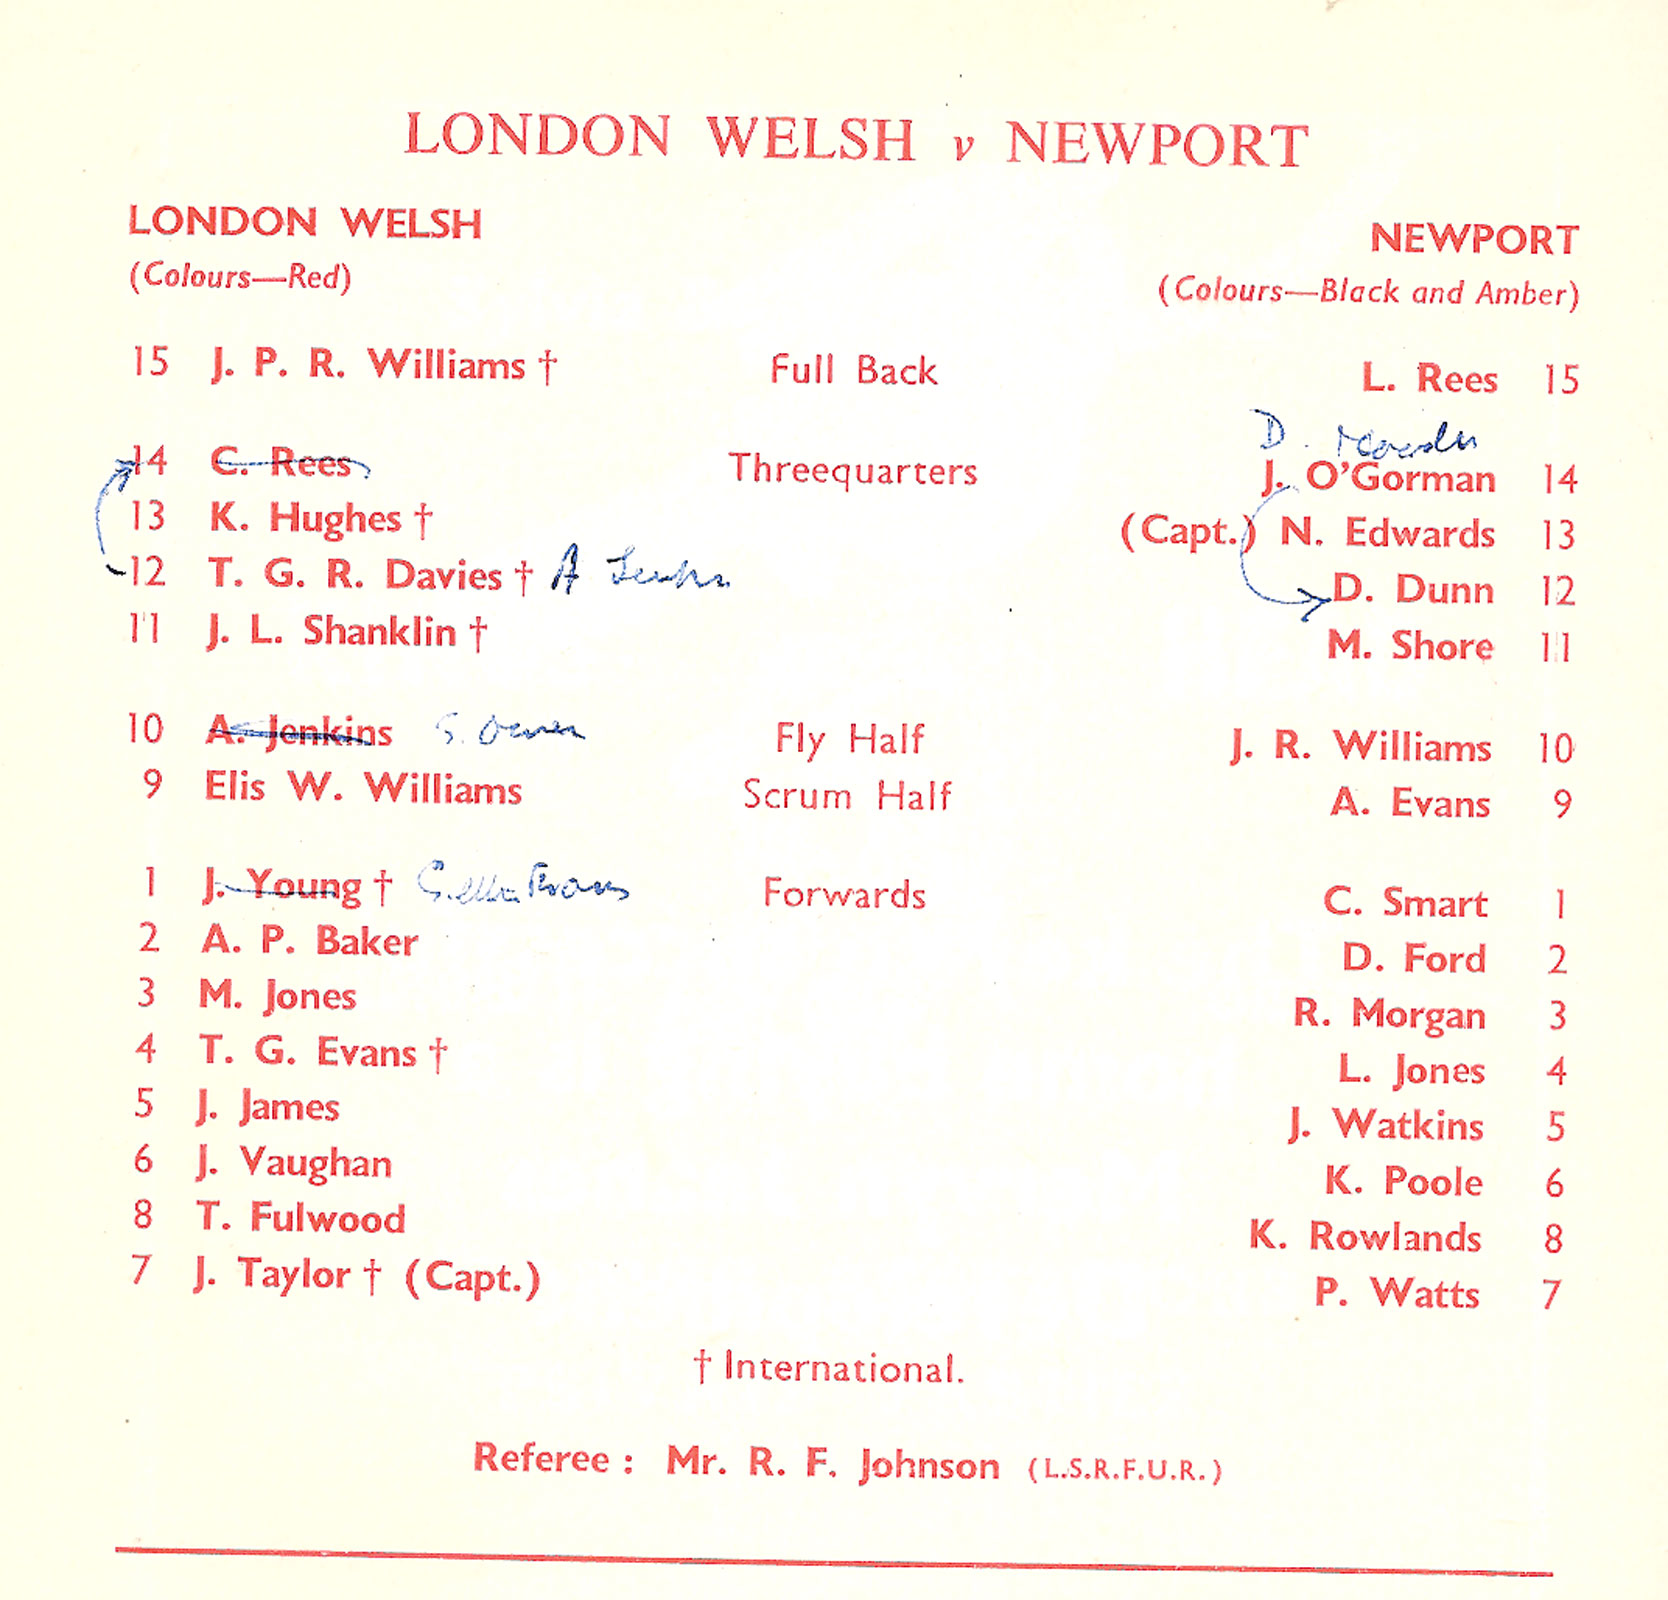 LONDON WELSH v NEWPORT
LONDON WELSH NEWPORT
(Colours—Red) (Colours—Black and Amber)
15 J. P. R. Williams † Full Back L. Rees 15
D.
14 C. Rees Threequarters J. O'Gorman 14
13 K. Hughes † (Capt.) N. Edwards 13
12 T. G. R. Davies † A Jenkins D. Dunn 12
11 J. L. Shanklin † M. Shore 11
10 A. Jenkins Fly Half J. R. Williams 10
9 Elis W. Williams Scrum Half A. Evans 9
1 J. Young † Evans Forwards C. Smart 1
2 A. P. Baker D. Ford 2
3 M. Jones R. Morgan 3
4 T. G. Evans † L. Jones 4
5 J. James J. Watkins 5
6 J. Vaughan K. Poole 6
8 T. Fulwood K. Rowlands 8
7 J. Taylor † (Capt.) P. Watts 7
† International.
Referee : Mr. R. F. Johnson (L.S.R.F.U.R.)